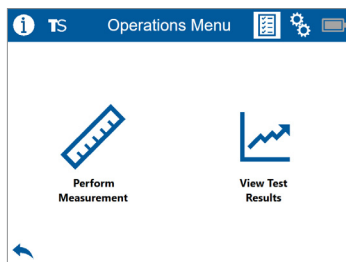 i TS Operations Menu
Perform
Measurement
View Test
Results